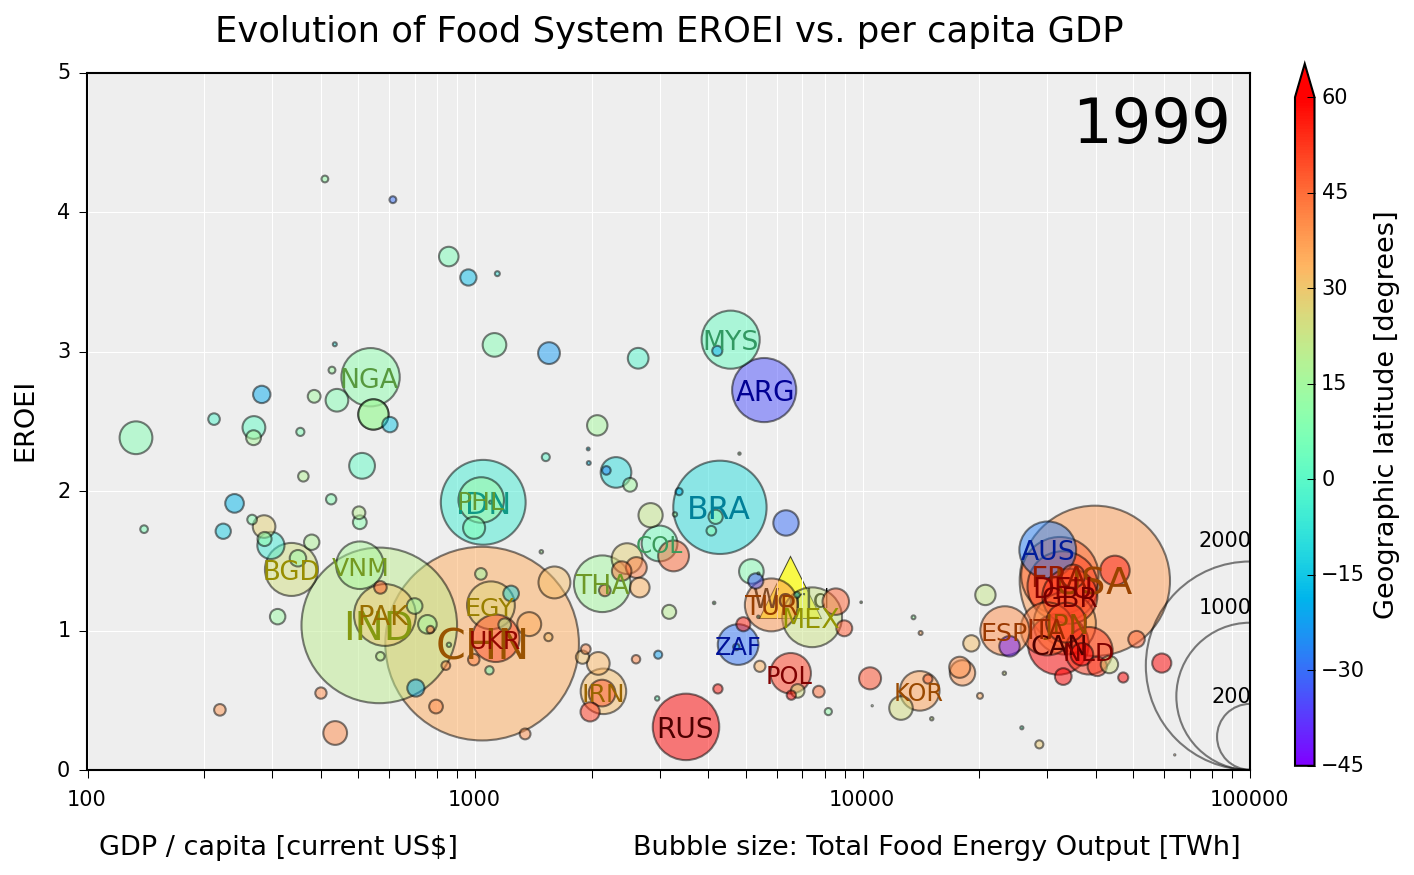 Evolution of Food System EROEI vs. per capita GDP
1999
5
4
3
2
1
0
EROEI
100
1000
10000
100000
GDP / capita [current US$]
Bubble size: Total Food Energy Output [TWh]
MYS
ARG
NGA
PHL
IDN
BRA
COL
AUS
2000
BGD
VNM
THA
USA
FRA
GBR
PAK
IND
EGY
UKR
CHN
TUR
MEX
1000
ESP
ITA
JPN
CAN
NLD
ZAF
POL
IRN
KOR
200
RUS
60
45
30
15
0
−15
−30
−45
Geographic latitude [degrees]